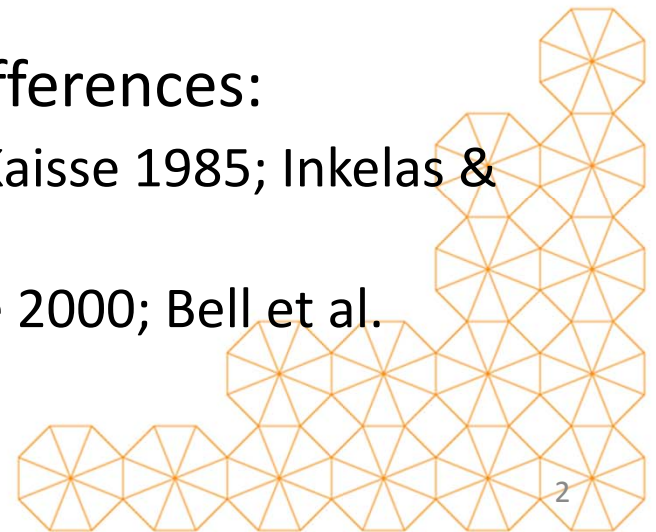 fferences:
Kaisse 1985; Inkelas &
e 2000; Bell et al.
2